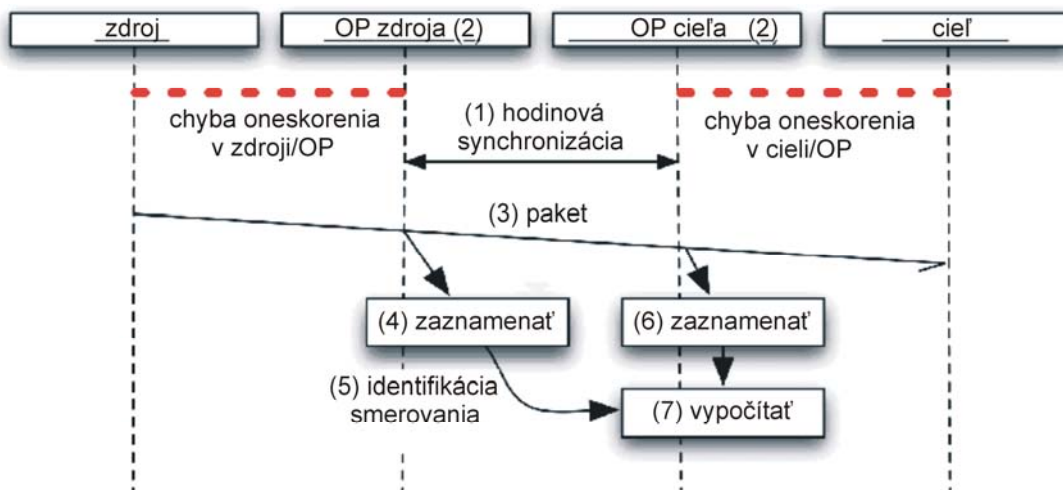 zdroj
OP zdroja (2)
OP cieľa (2)
cieľ
chyba oneskorenia
v zdroji/OP
(1) hodinová
synchronizácia
chyba oneskorenia
v cieli/OP
(3) paket
(4) zaznamenať
(6) zaznamenať
(5) identifikácia
smerovania
(7) vypočítať